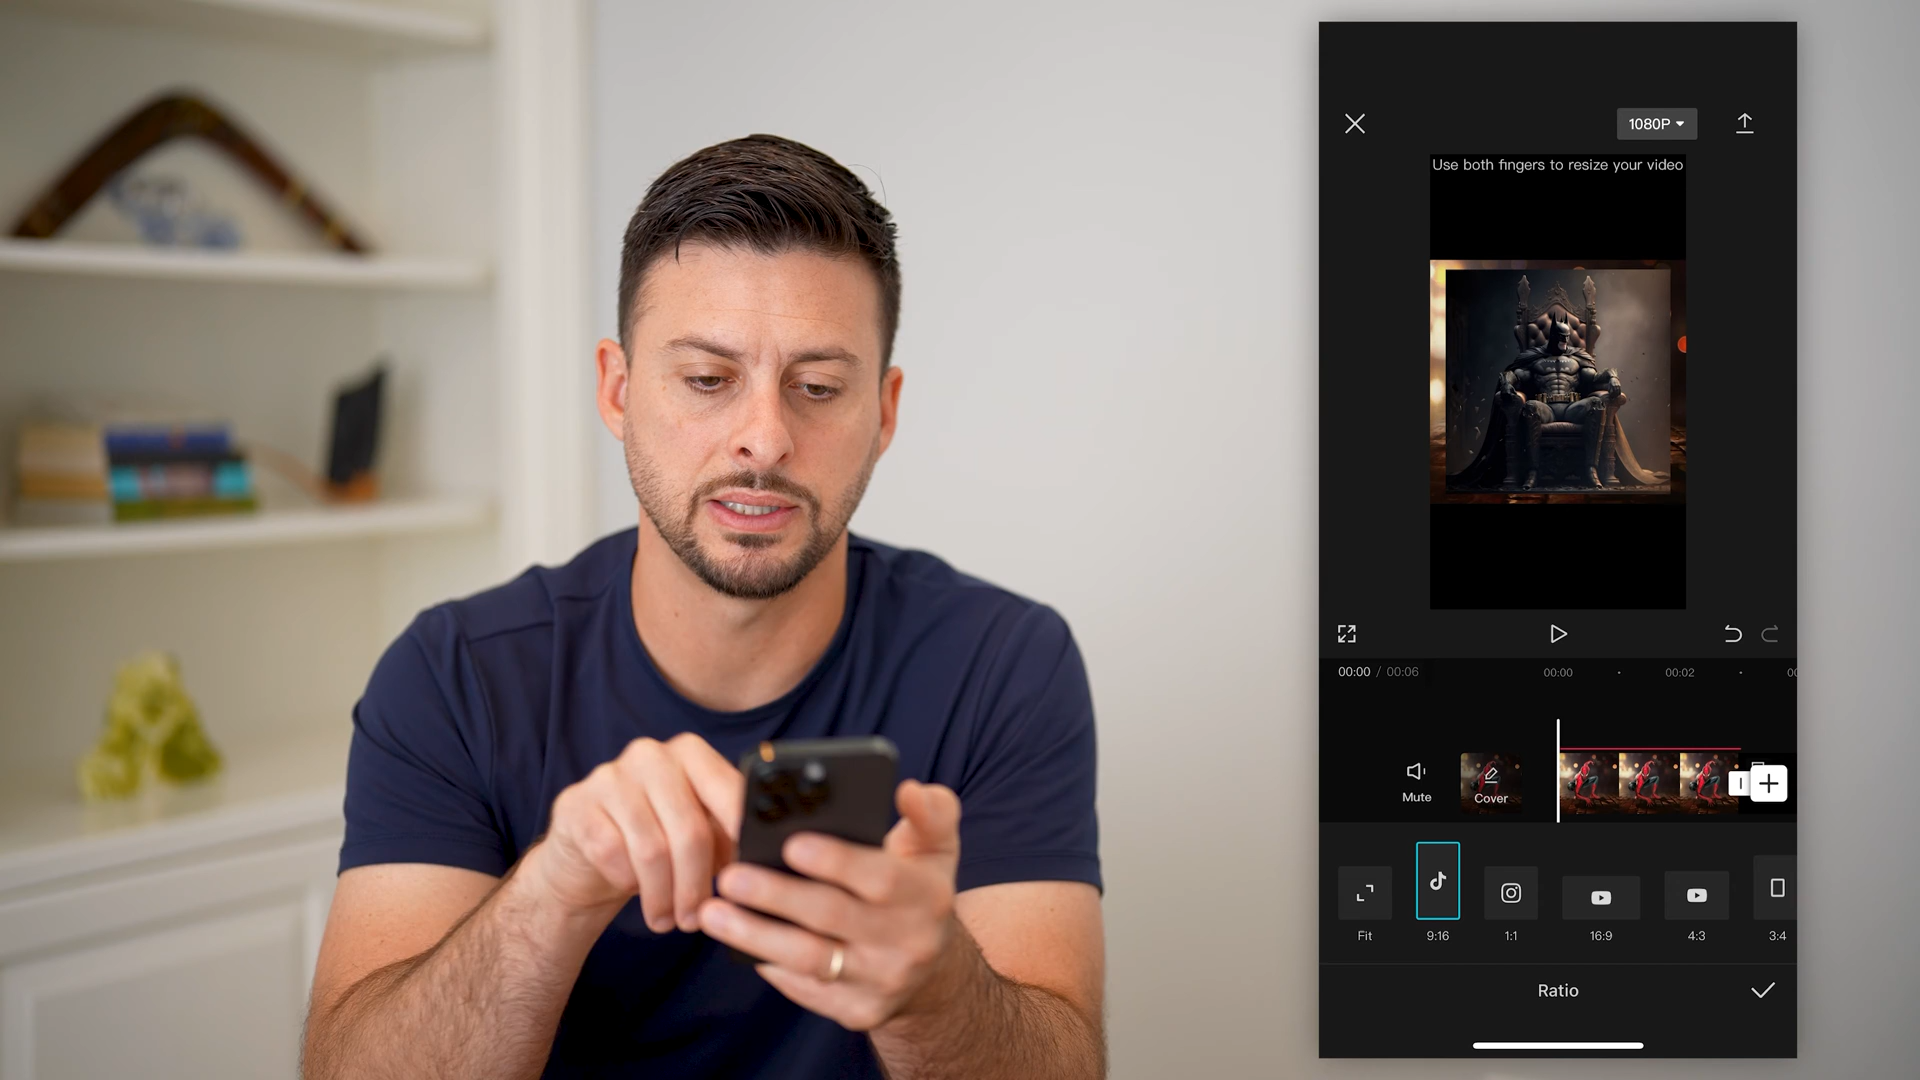 1080P
Use both fingers to resize your video
00:00 / 00:06
00:00
00:02
Mute
Cover
Fit
9:16
1:1
16:9
4:3
3:4
Ratio